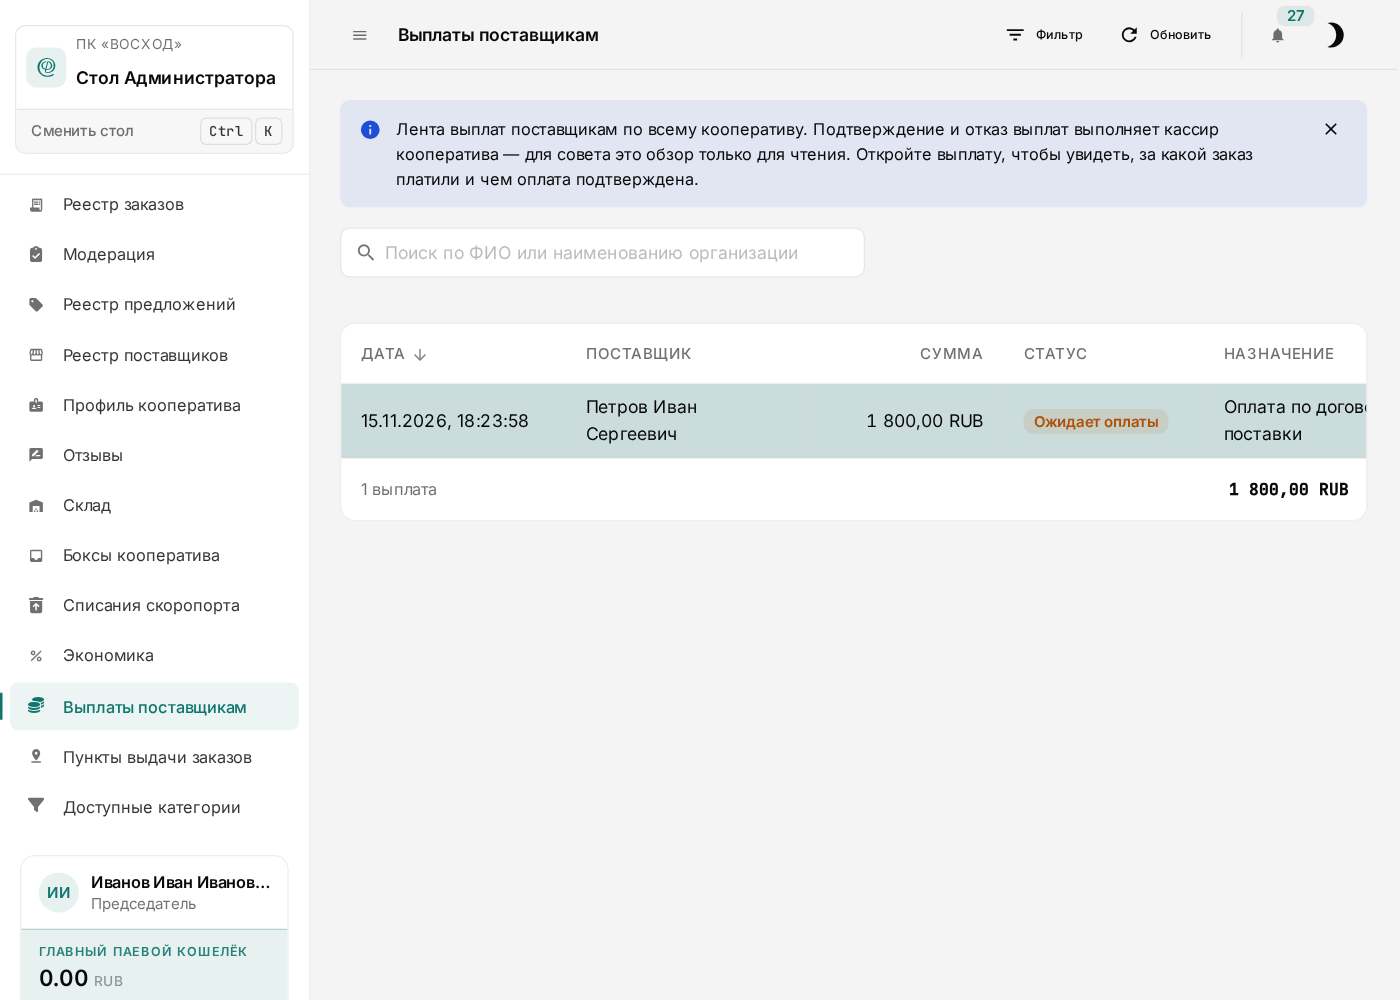 ПК «ВОСХОД»
Стол Администратора
Сменить стол
Ctrl K
Реестр заказов
Модерация
Реестр предложений
Реестр поставщиков
Профиль кооператива
Отзывы
Склад
Боксы кооператива
Списания скоропорта
Экономика
Выплаты поставщикам
Пункты выдачи заказов
Доступные категории
ИИ
Иванов Иван Иванов...
Председатель
ГЛАВНЫЙ ПАЕВОЙ КОШЕЛЁК
0.00 RUB
Выплаты поставщикам
Фильтр
Обновить
27
Лента выплат поставщикам по всему кооперативу. Подтверждение и отказ выплат выполняет кассир
кооператива — для совета это обзор только для чтения. Откройте выплату, чтобы увидеть, за какой заказ
платили и чем оплата подтверждена.
Поиск по ФИО или наименованию организации
ДАТА ПОСТАВЩИК СУММА СТАТУС НАЗНАЧЕНИЕ
15.11.2026, 18:23:58
Петров Иван
Сергеевич
1 800,00 RUB
Ожидает оплаты
Оплата по догово
поставки
1 выплата
1 800,00 RUB